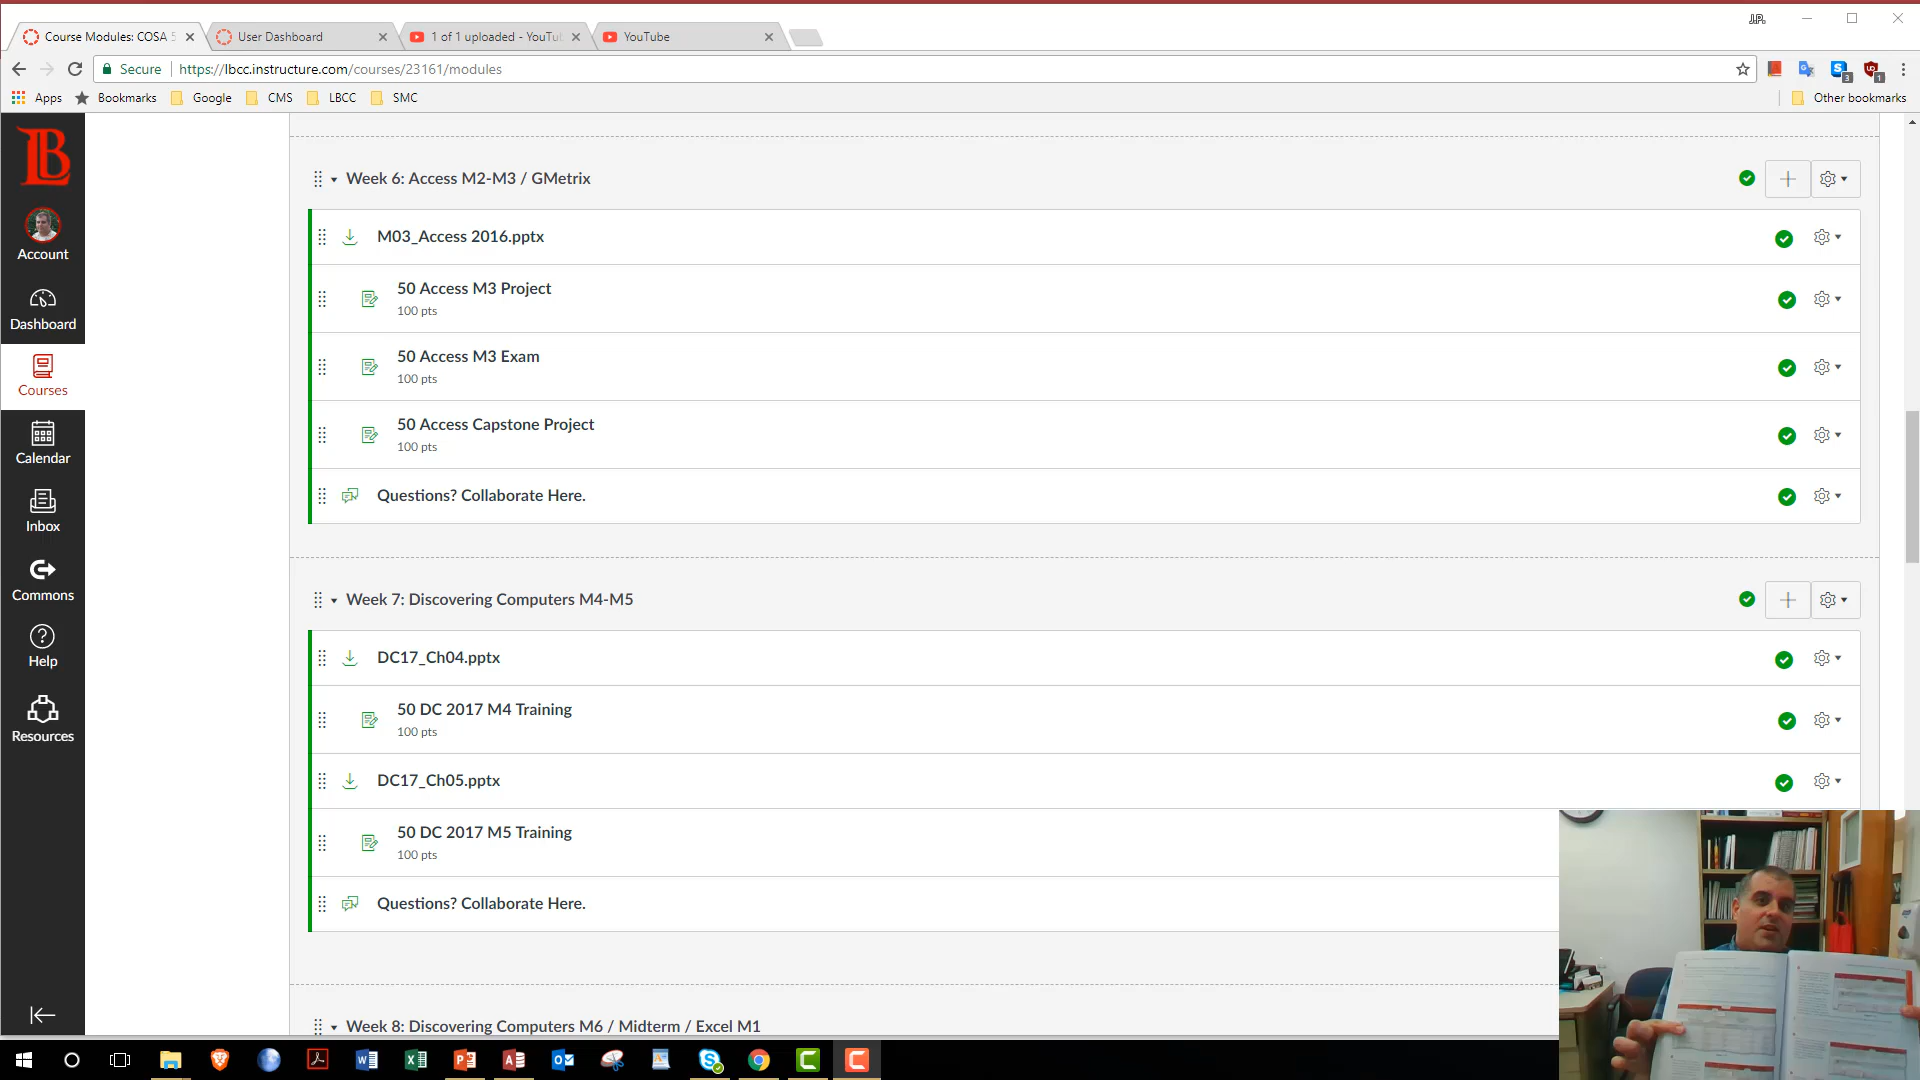 J.P.
Course Modules: COSA 5
User Dashboard
1 of 1 uploaded - YouTu
YouTube
Secure
https://lbcc.instructure.com/courses/23161/modules
3
1
Apps
Bookmarks
Google
CMS
LBCC
SMC
Other bookmarks
Account
Dashboard
Courses
Calendar
Inbox
Commons
Help
Resources
Week 6: Access M2-M3 / GMetrix
M03_Access 2016.pptx
50 Access M3 Project
100 pts
50 Access M3 Exam
100 pts
50 Access Capstone Project
100 pts
Questions? Collaborate Here.
Week 7: Discovering Computers M4-M5
DC17_Ch04.pptx
50 DC 2017 M4 Training
100 pts
DC17_Ch05.pptx
50 DC 2017 M5 Training
100 pts
Questions? Collaborate Here.
Week 8: Discovering Computers M6 / Midterm / Excel M1